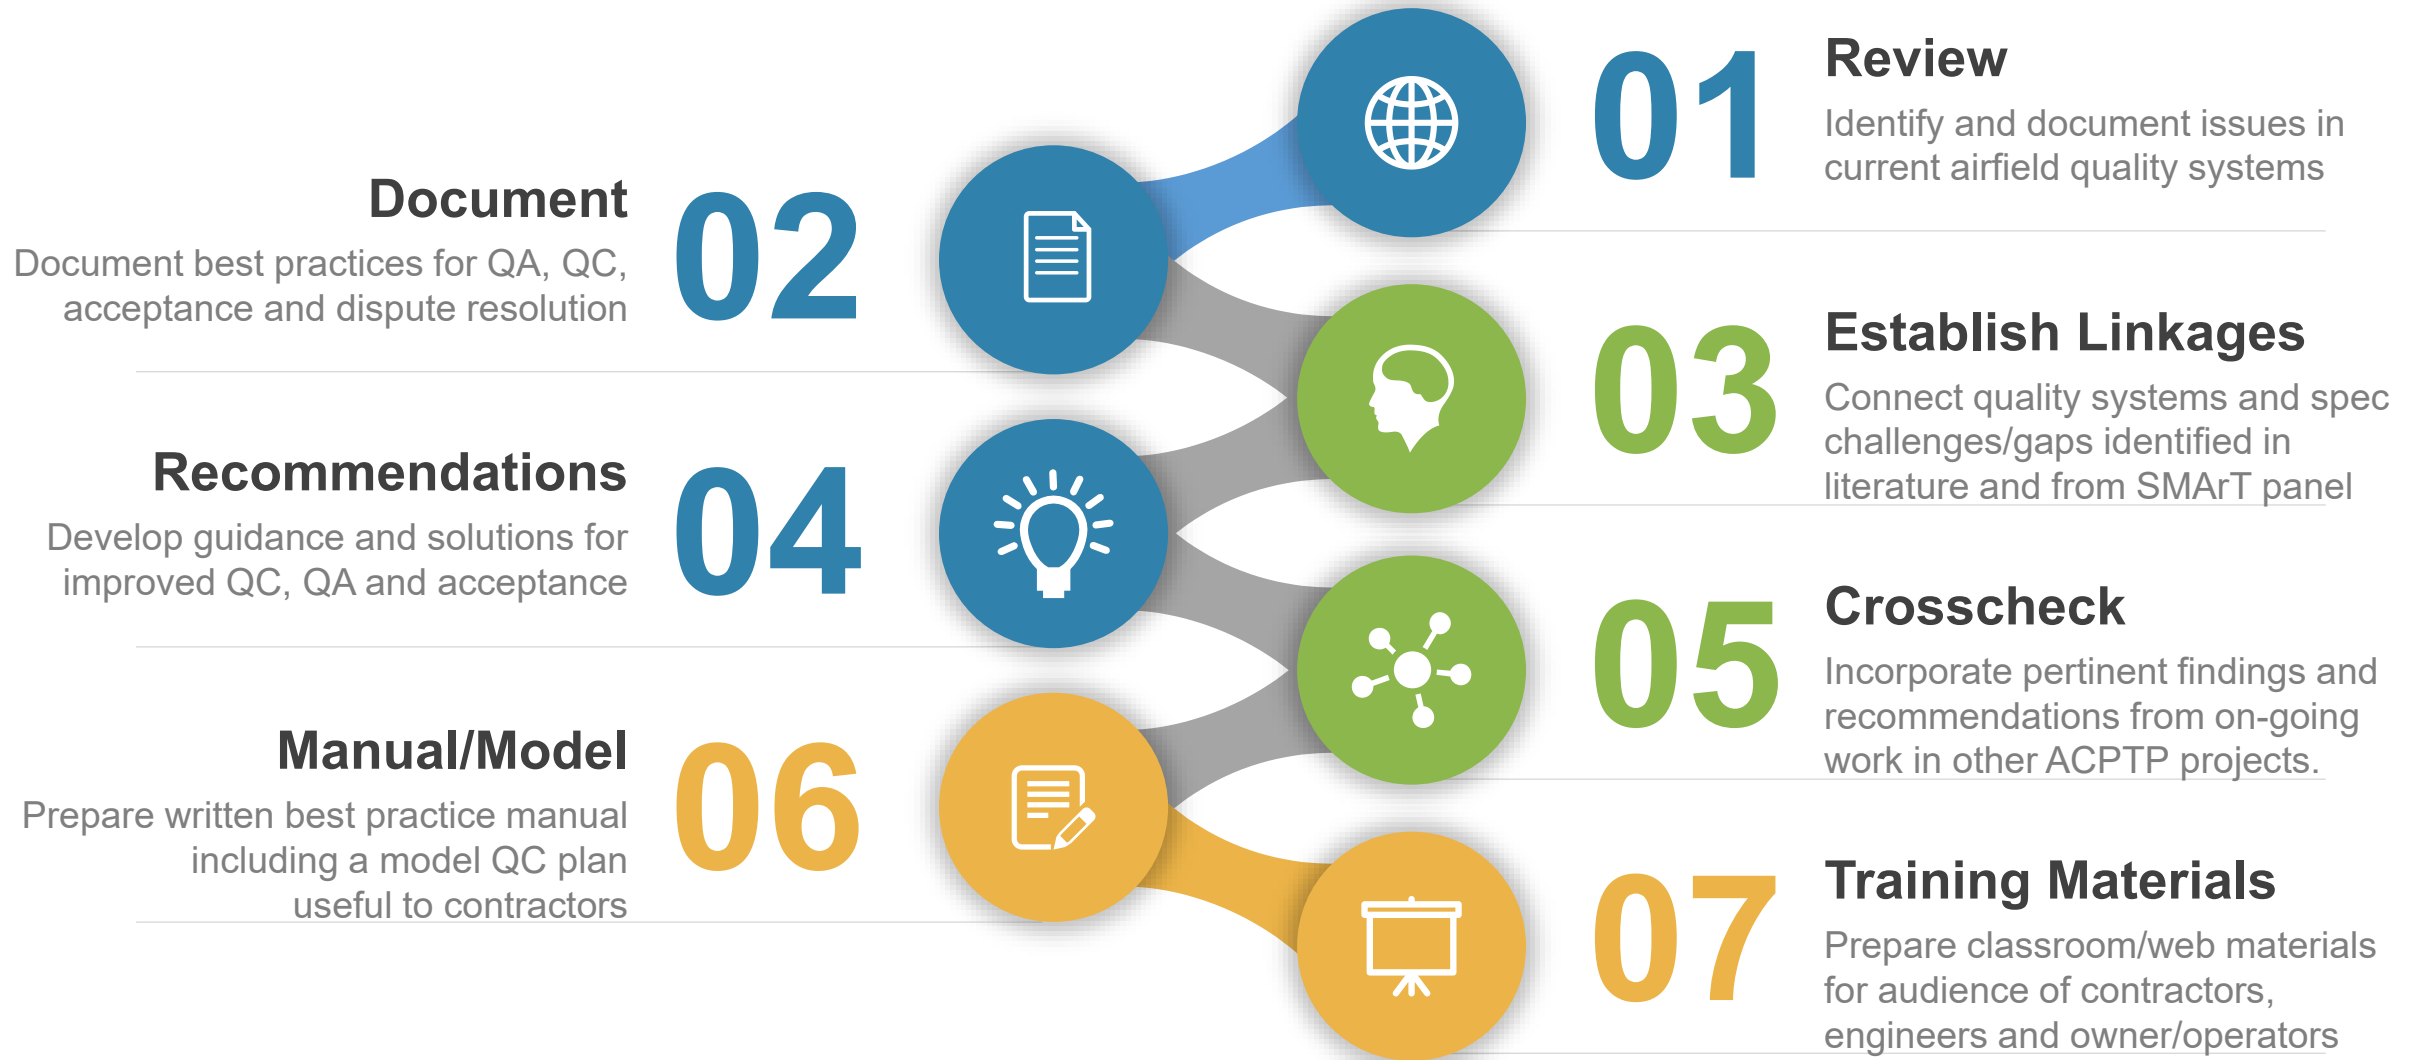 01
Review
Identify and document issues in
current airfield quality systems
02
Document
Document best practices for QA, QC,
acceptance and dispute resolution
03
Establish Linkages
Connect quality systems and spec
challenges/gaps identified in
literature and from SMArT panel
04
Recommendations
Develop guidance and solutions for
improved QC, QA and acceptance
05
Crosscheck
Incorporate pertinent findings and
recommendations from on-going
work in other ACPTP projects.
06
Manual/Model
Prepare written best practice manual
including a model QC plan
useful to contractors
07
Training Materials
Prepare classroom/web materials
for audience of contractors,
engineers and owner/operators